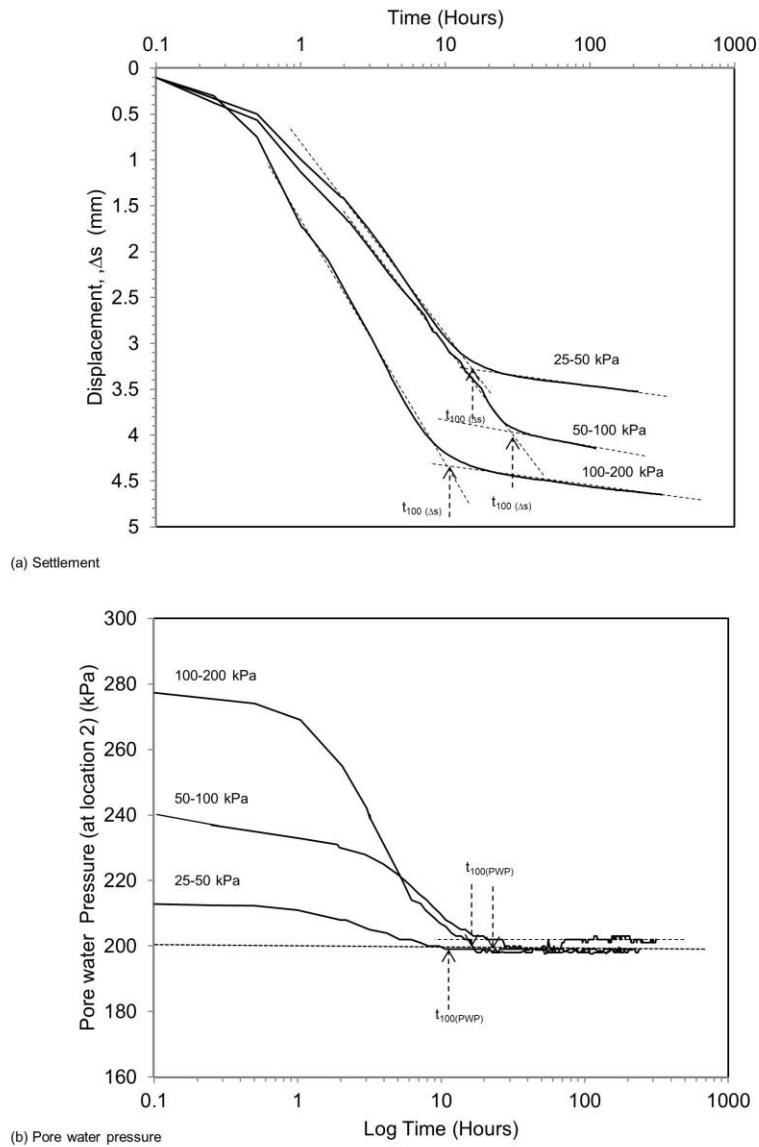 Time (Hours)
0.1 1 10 100 1000
0
0.5
1
1.5
2
2.5
3
3.5
4
4.5
5
Displacement, ,Δs (mm)
25-50 kPa
t100 (Δs)
50-100 kPa
100-200 kPa
t100 (Δs)
t100 (Δs)
(a) Settlement
300
280
260
240
220
200
180
160
Pore water Pressure (at location 2) (kPa)
100-200 kPa
50-100 kPa
25-50 kPa
t100(PWP)
t100(PWP)
0.1 1 10 100 1000
Log Time (Hours)
(b) Pore water pressure